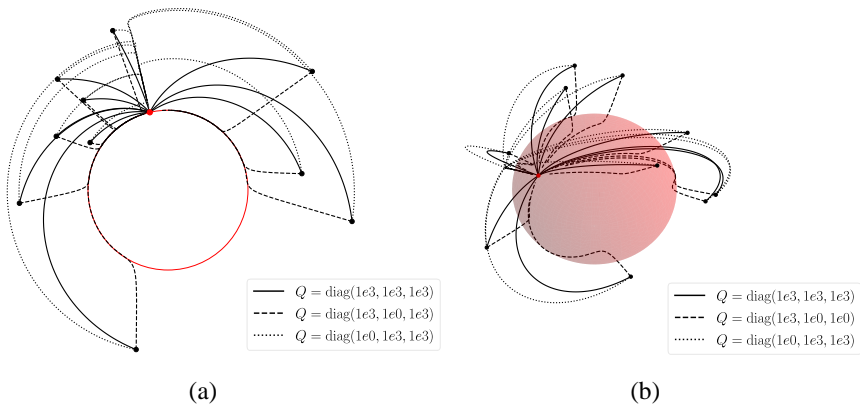 Q = diag(1e3, 1e3, 1e3)
Q = diag(1e3, 1e0, 1e3)
Q = diag(1e0, 1e3, 1e3)
(a)
Q = diag(1e3, 1e3, 1e3)
Q = diag(1e3, 1e0, 1e0)
Q = diag(1e0, 1e3, 1e3)
(b)